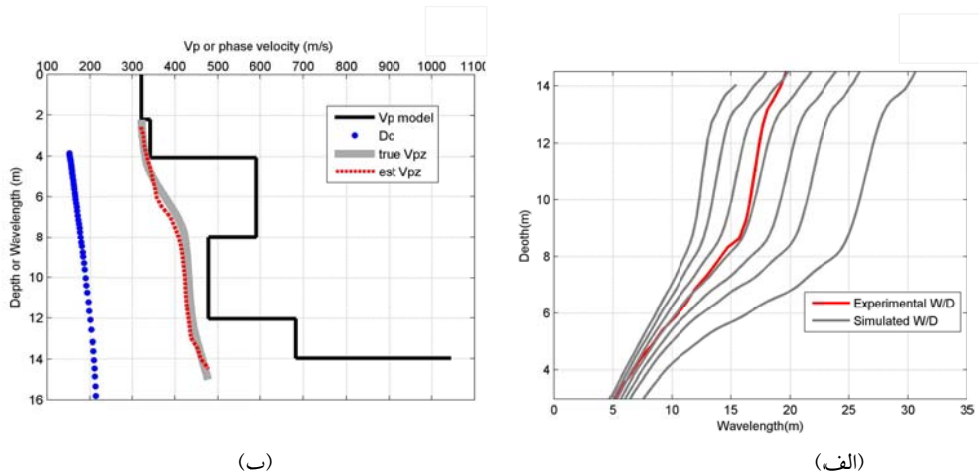 Vp or phase velocity (m/s)
100 200 300 400 500 600 700 800 900 1000 1100
0
2
4
6
8
10
12
14
16
Depth or Wavelength (m)
Vp model
Dc
true Vpz
est Vpz
(ب)
14
12
10
8
6
4
Depth(m)
Experimental W/D
Simulated W/D
0 5 10 15 20 25 30 35
Wavelength(m)
(الف)